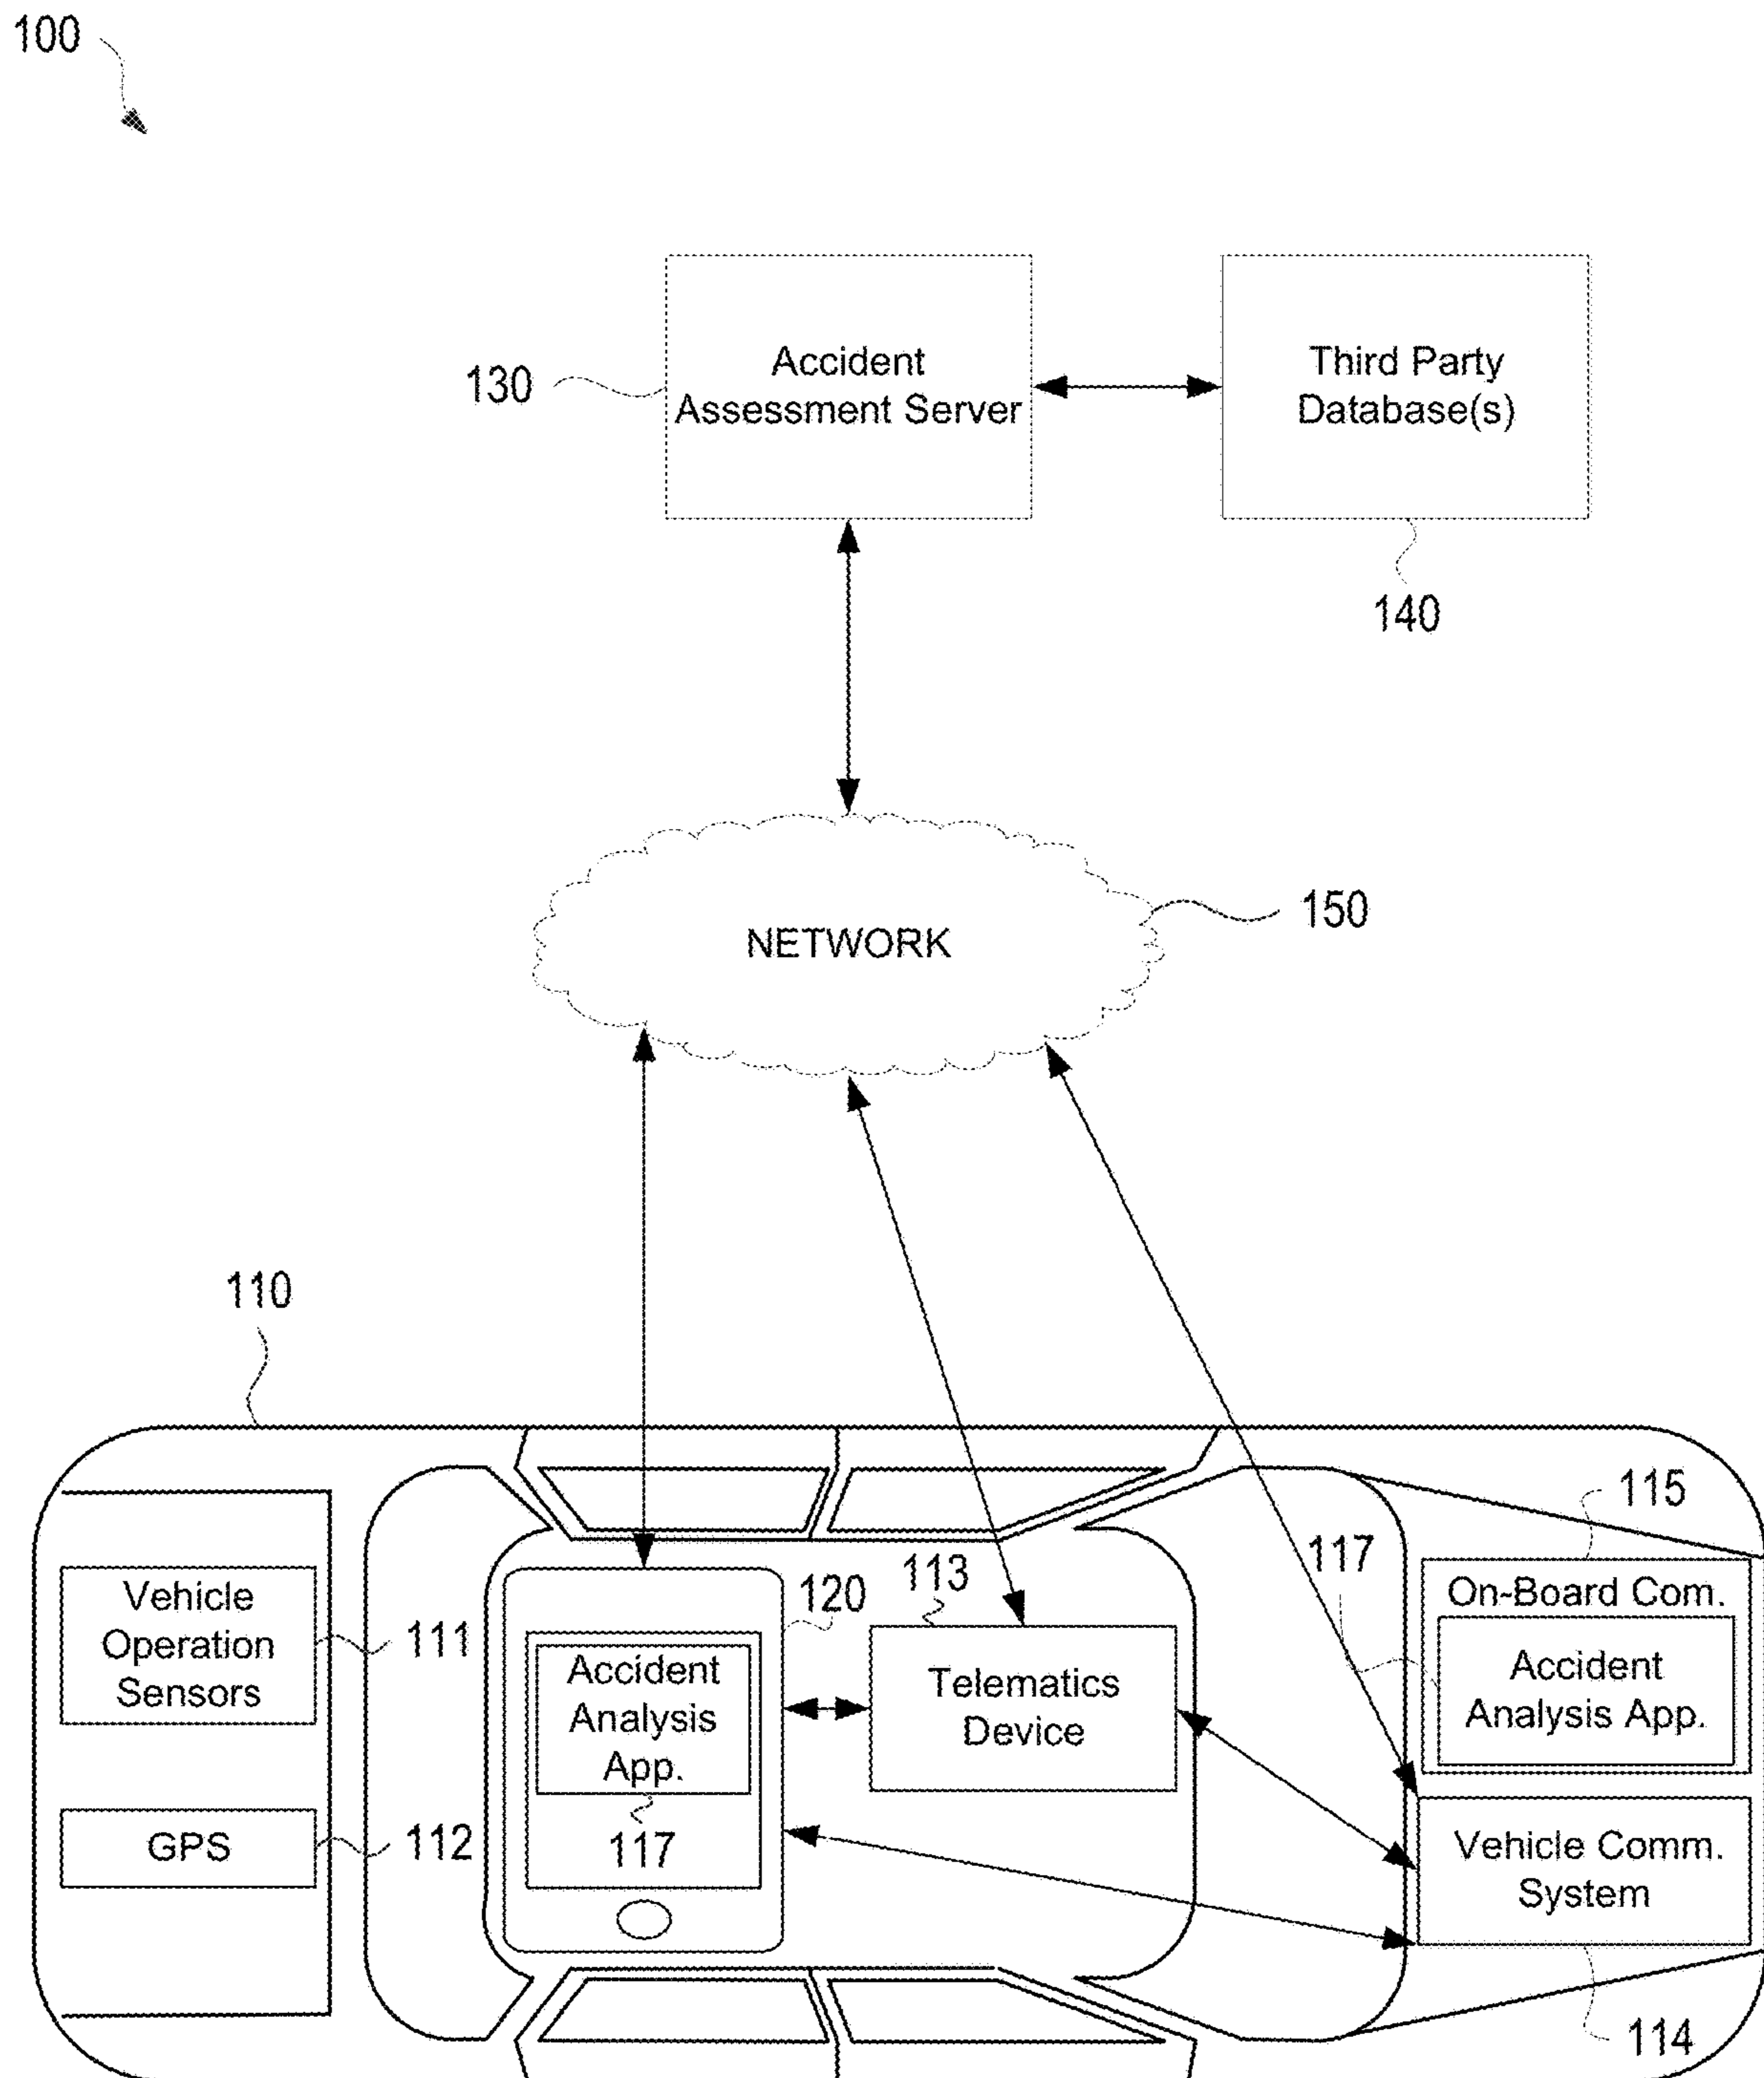 100
130
Accident
Assessment Server
Third Party
Database(s)
140
NETWORK
150
110
115
117
On-Board Com.
Accident
Analysis App.
Vehicle
Operation
Sensors
111
120
113
Accident
Analysis
App.
117
Telematics
Device
GPS
112
Vehicle Comm.
System
114